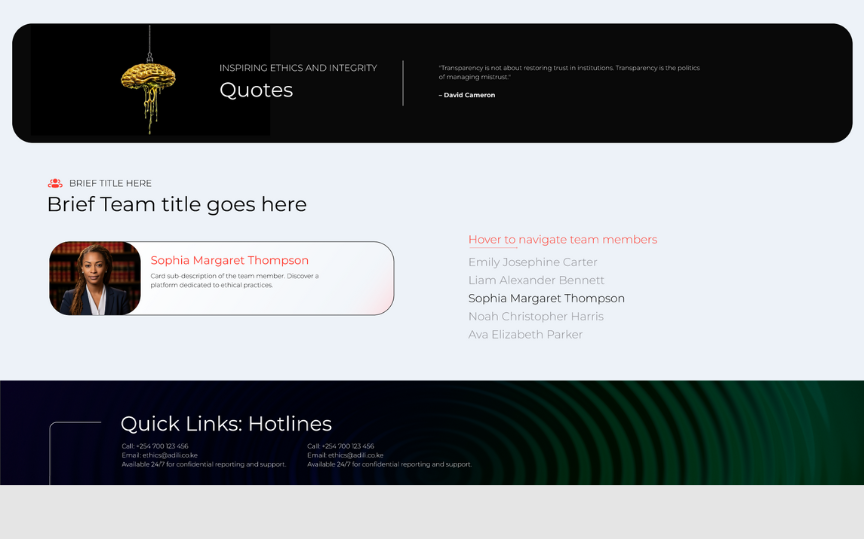 INSPIRING ETHICS AND INTEGRITY
Quotes
"Transparency is not about restoring trust in institutions. Transparency is the politics
of managing mistrust."
– David Cameron
BRIEF TITLE HERE
Brief Team title goes here
Sophia Margaret Thompson
Card sub-description of the team member. Discover a
platform dedicated to ethical practices.
Hover to navigate team members
Emily Josephine Carter
Liam Alexander Bennett
Sophia Margaret Thompson
Noah Christopher Harris
Ava Elizabeth Parker
Quick Links: Hotlines
Call: +254 700 123 456
Email: ethics@adili.co.ke
Available 24/7 for confidential reporting and support.
Call: +254 700 123 456
Email: ethics@adili.co.ke
Available 24/7 for confidential reporting and support.